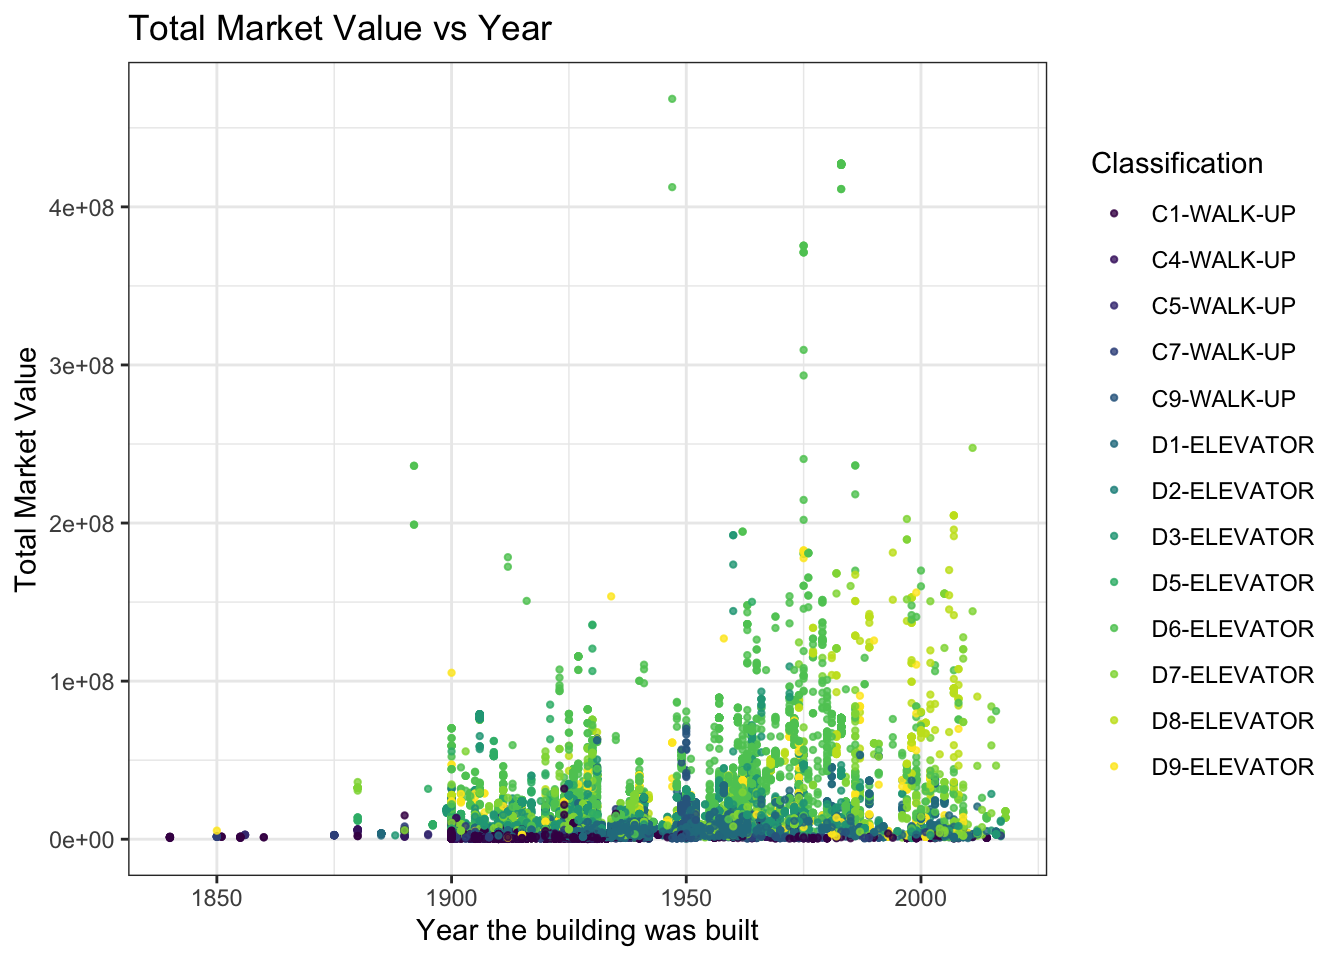 Total Market Value vs Year
Total Market Value
4e+08
3e+08
2e+08
1e+08
0e+00
1850
1900
1950
2000
Year the building was built
Classification
C1-WALK-UP
C4-WALK-UP
C5-WALK-UP
C7-WALK-UP
C9-WALK-UP
D1-ELEVATOR
D2-ELEVATOR
D3-ELEVATOR
D5-ELEVATOR
D6-ELEVATOR
D7-ELEVATOR
D8-ELEVATOR
D9-ELEVATOR